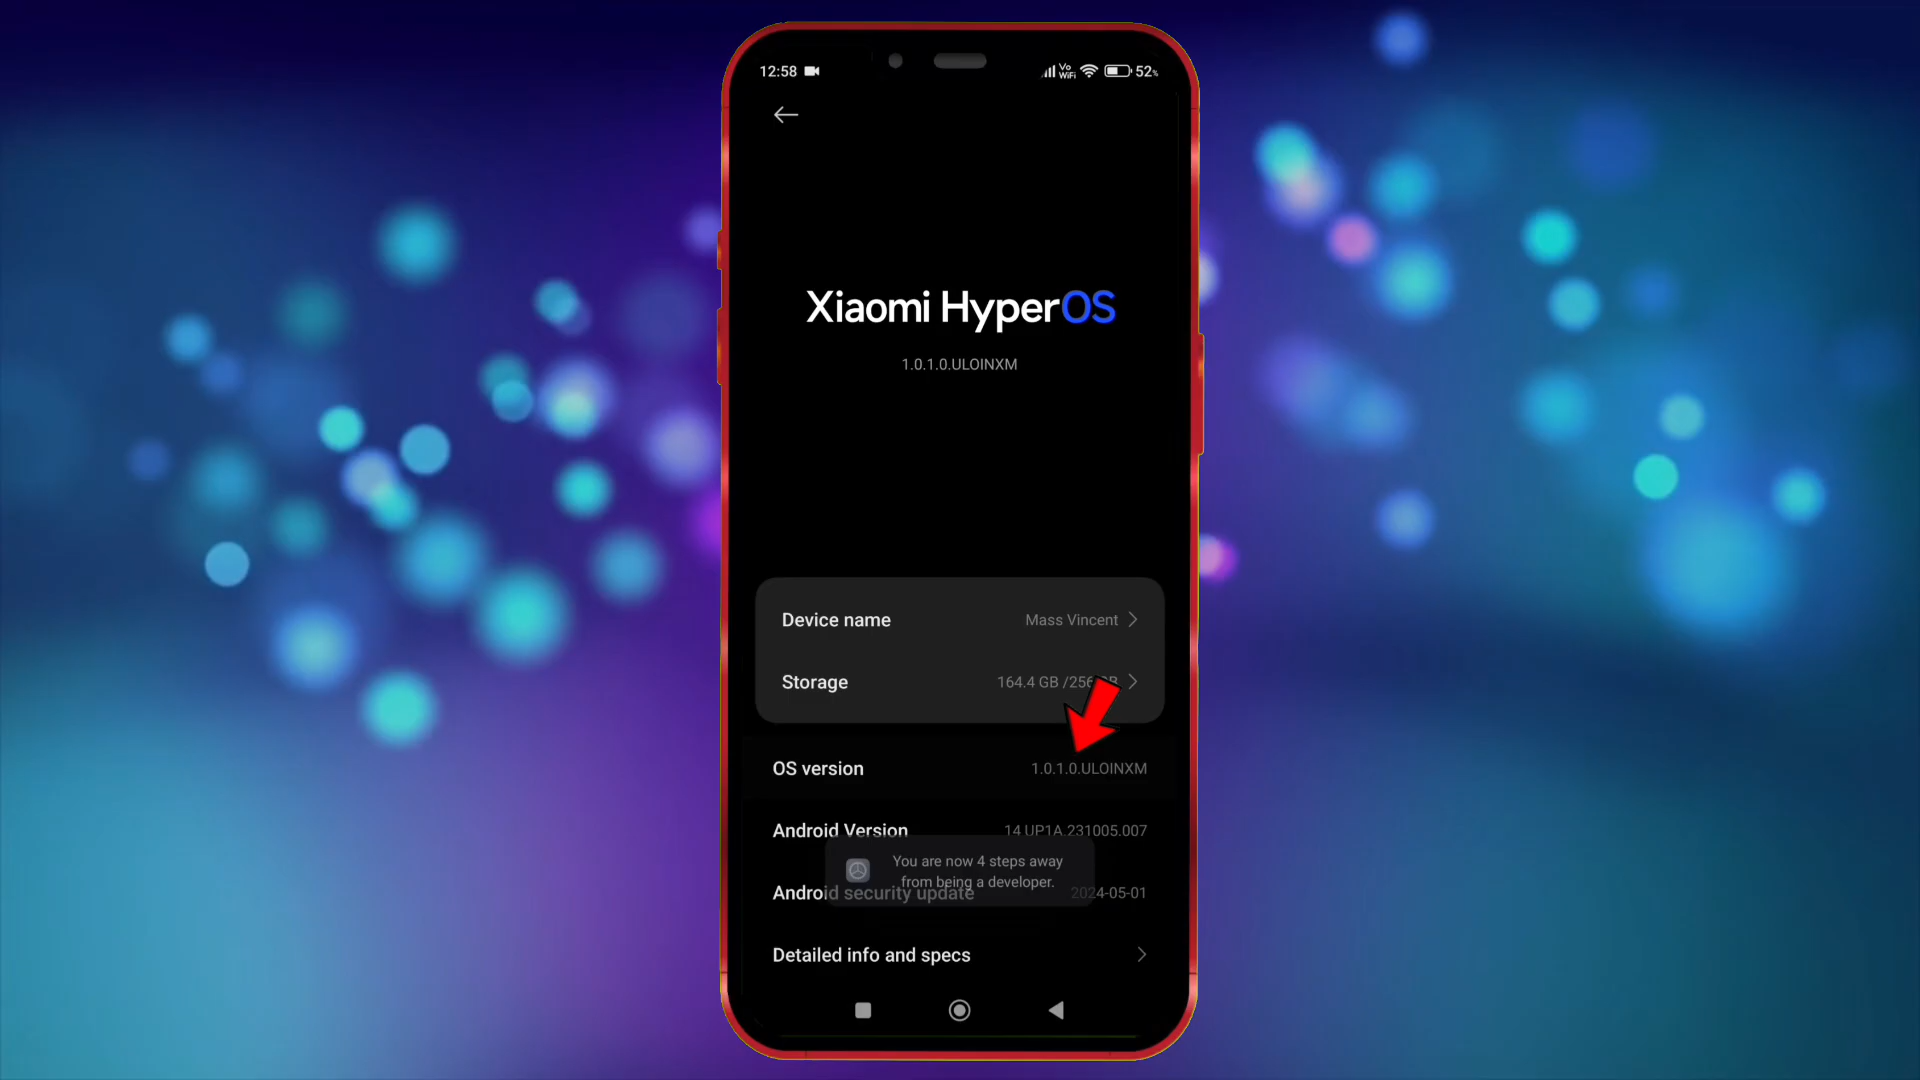 12:58
Vo
WiFi
52%
Xiaomi HyperOS
1.0.1.0.ULOINXM
Device name Mass Vincent
Storage 164.4 GB /256 GB
OS version 1.0.1.0.ULOINXM
Android Version 14 UP1A.231005.007
You are now 4 steps away
from being a developer.
Android security update 2024-05-01
Detailed info and specs